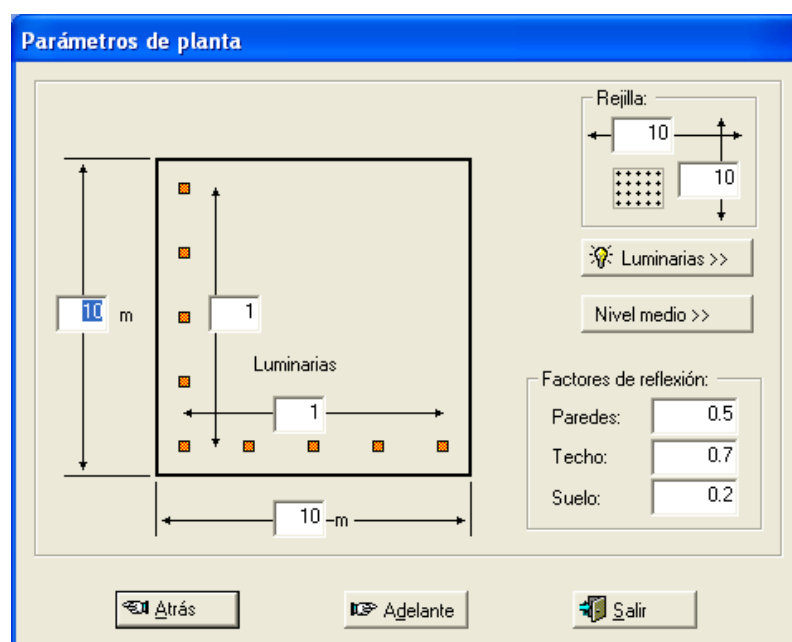 Parámetros de planta
Rejilla:
10
10
Luminarias >>
10 m
1
Nivel medio >>
Luminarias
1
Factores de reflexión:
Paredes: 0.5
Techo: 0.7
Suelo: 0.2
10 m
Atrás
Adelante
Salir